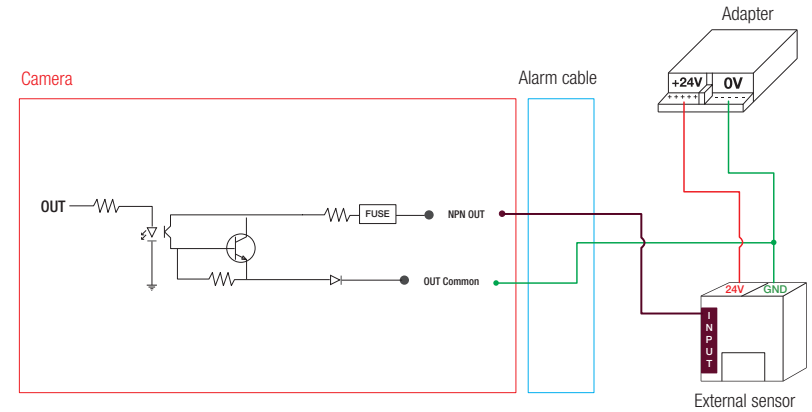 Adapter
+24V
0V
+++++
-----
Camera
Alarm cable
OUT
FUSE
NPN OUT
OUT Common
24V
GND
INPUT
External sensor